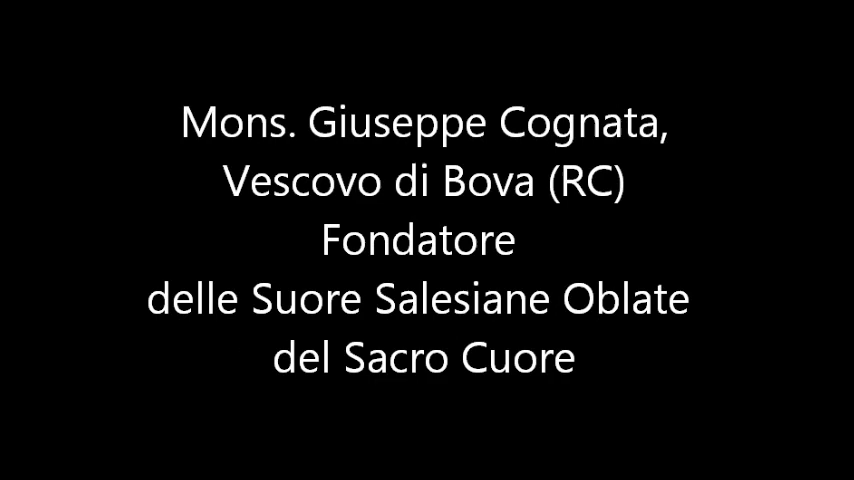 Mons. Giuseppe Cognata,
Vescovo di Bova (RC)
Fondatore
delle Suore Salesiane Oblate
del Sacro Cuore